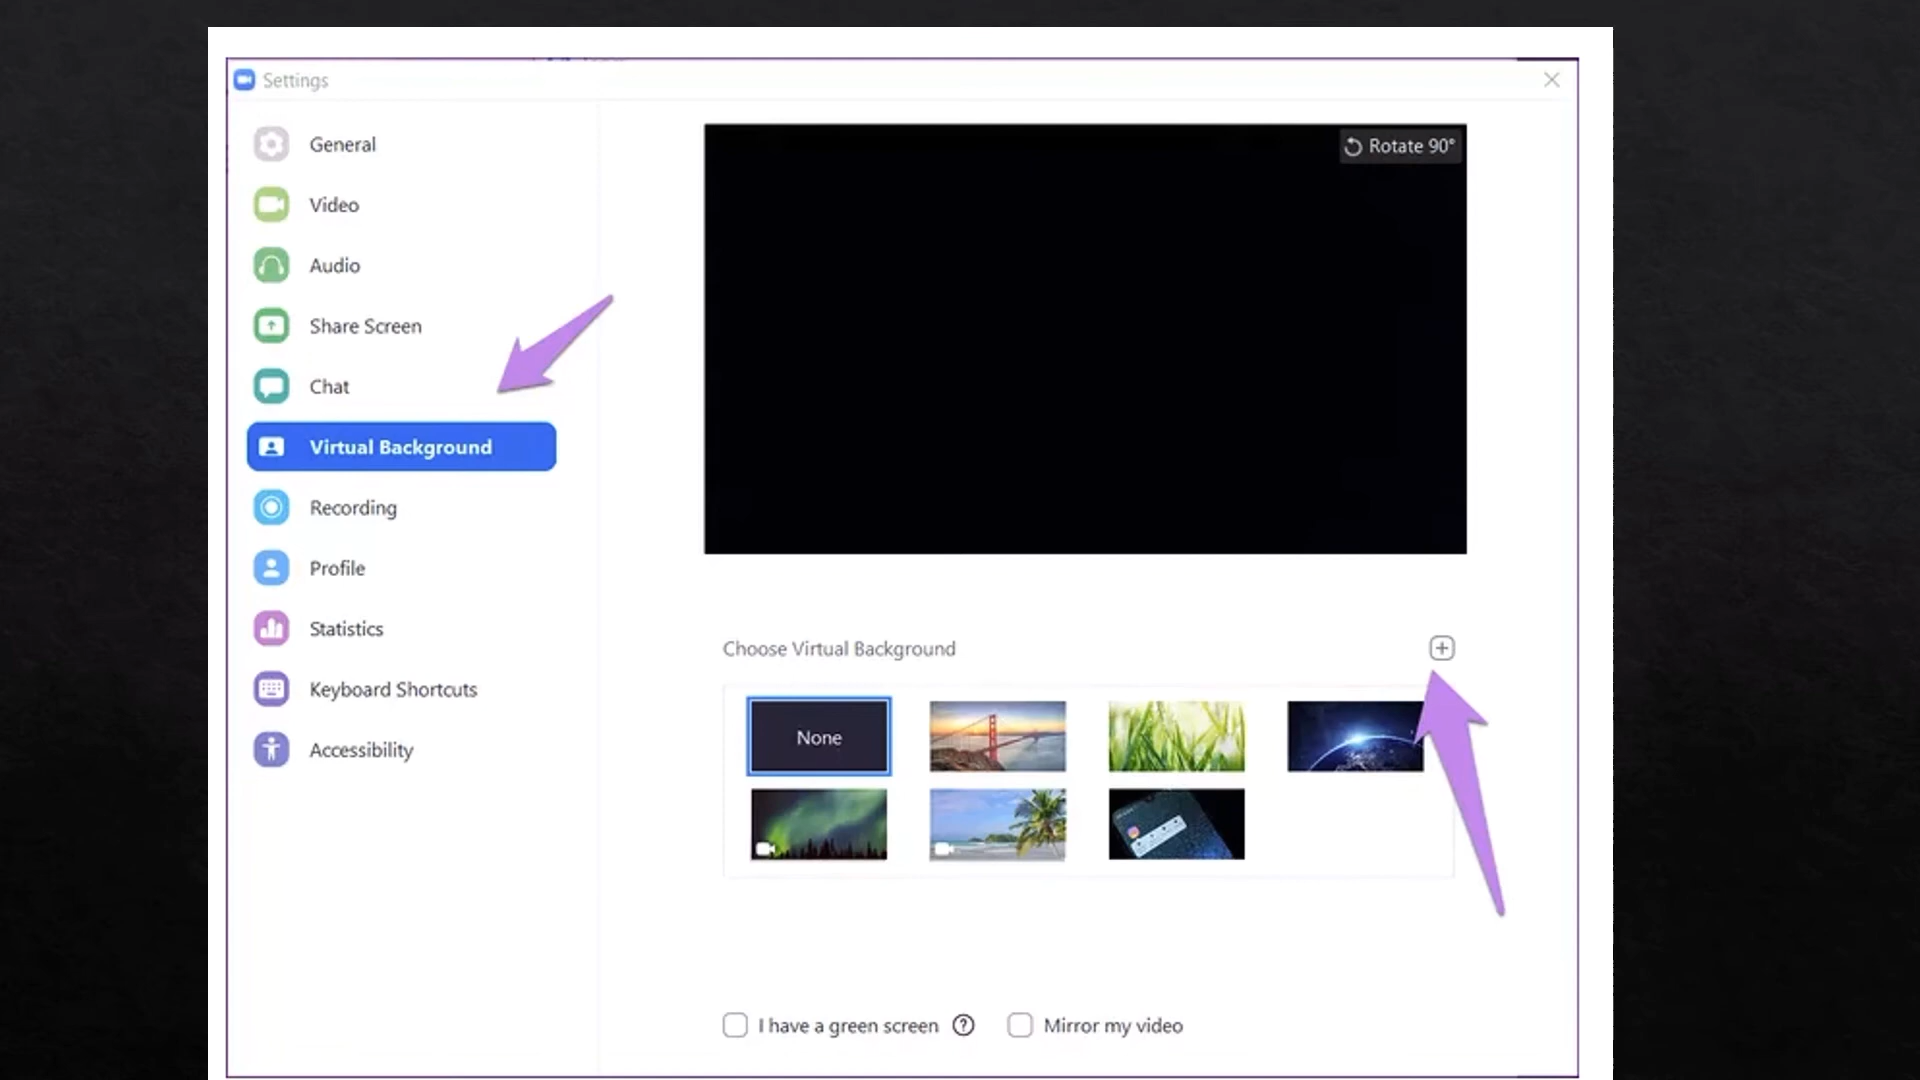 Settings
General
Video
Audio
Share Screen
Chat
Virtual Background
Recording
Profile
Statistics
Keyboard Shortcuts
Accessibility
Rotate 90°
Choose Virtual Background
None
I have a green screen ?
Mirror my video